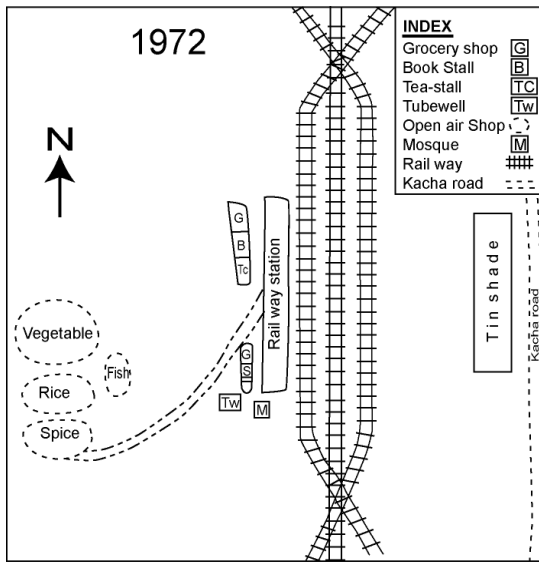 1972
INDEX
Grocery shop G
Book Stall B
Tea-stall TC
Tubewell Tw
Open air Shop
Mosque M
Rail way
Kacha road
N
G
B
Tc
Rail way station
Tin shade
Kacha road
Vegetable
Fish
Rice
Spice
G
S
Tw
M